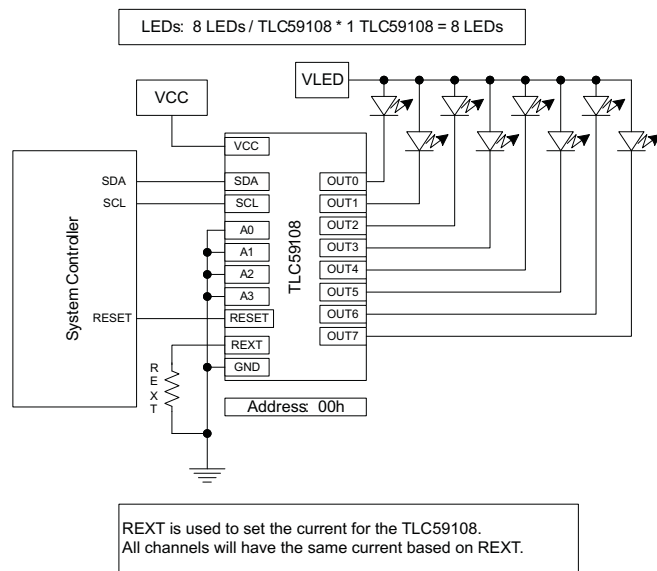 LEDs: 8 LEDs / TLC59108 * 1 TLC59108 = 8 LEDs
VLED
VCC
VCC
SDA
SCL
RESET
System Controller
SDA
SCL
A0
A1
A2
A3
RESET
REXT
GND
TLC59108
OUT0
OUT1
OUT2
OUT3
OUT4
OUT5
OUT6
OUT7
REXT
Address: 00h
REXT is used to set the current for the TLC59108.
All channels will have the same current based on REXT.